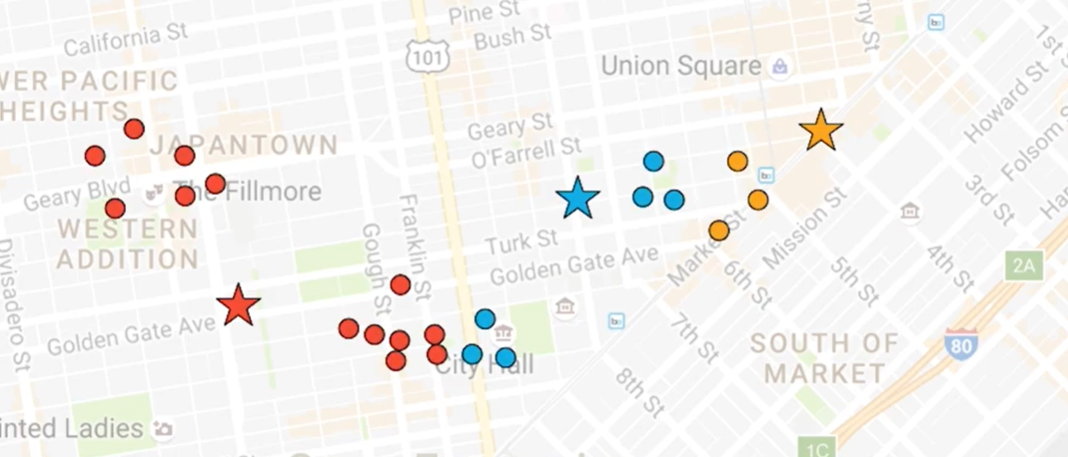 Pine St
California St
Bush St
ny St
1st S
101
Union Square
WER PACIFIC
HEIGHTS
Howard St
Geary St
JAPANTOWN
O'Farrell St
Folsom S
Geary Blvd
The Fillmore
3rd St
Ha
WESTERN
ADDITION
Divisadero St
Gough St
Franklin St
Turk St
Golden Gate Ave
Market St
Mission St
6th St
5th St
4th St
2A
Golden Gate Ave
7th St
City Hall
SOUTH OF
MARKET
80
8th St
inted Ladies
1C